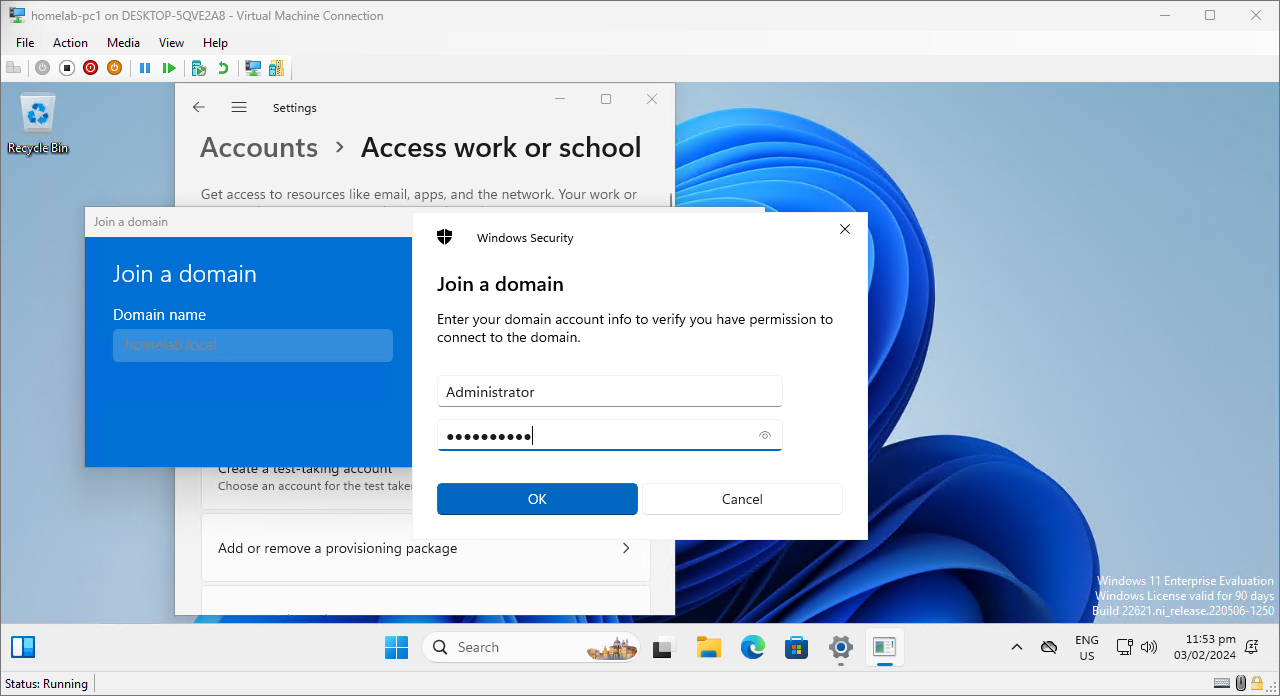 homelab-pc1 on DESKTOP-5QVE2A8 - Virtual Machine Connection
File Action Media View Help
Recycle Bin
Settings
Accounts > Access work or school
Get access to resources like email, apps, and the network. Your work or
Join a domain
Join a domain
Domain name
homelab.local
Windows Security
Join a domain
Enter your domain account info to verify you have permission to
connect to the domain.
Administrator
●●●●●●●●●●
OK Cancel
Create a test-taking account
Choose an account for the test take
Add or remove a provisioning package
Windows 11 Enterprise Evaluation
Windows License valid for 90 days
Build 22621.ni_release.220506-1250
Search
ENG
US
11:53 pm
03/02/2024
Status: Running